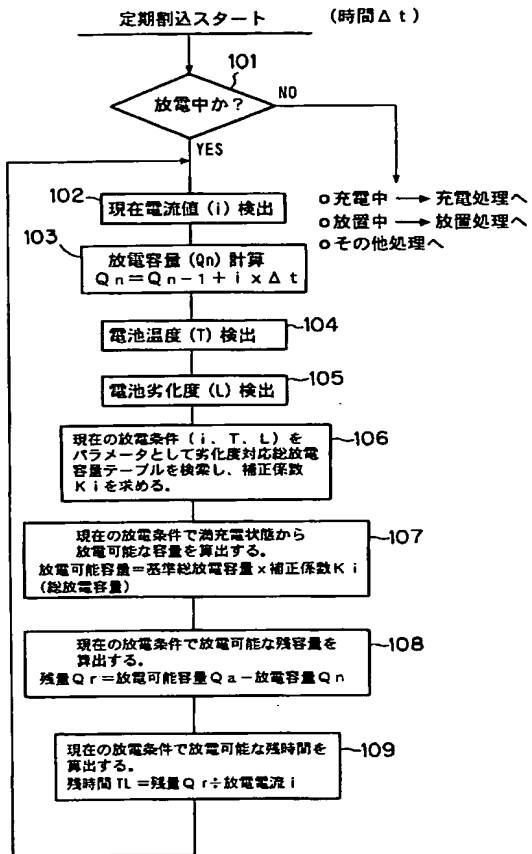 定期割込スタート (時間Δt)
101
放電中か?
NO
YES
○充電中 → 充電処理へ
○放置中 → 放置処理へ
○その他処理へ
102
現在電流値(i)検出
103
放電容量(Qn)計算
Qn=Qn-1+i×Δt
電池温度(T)検出
104
電池劣化度(L)検出
105
現在の放電条件(i、T、L)を
パラメータとして劣化度対応総放電
容量テーブルを検索し、補正係数
Kiを求める。
106
現在の放電条件で満充電状態から
放電可能な容量を算出する。
放電可能容量=基準総放電容量×補正係数Ki
(総放電容量)
107
現在の放電条件で放電可能な残容量を
算出する。
残量Qr=放電可能容量Qa-放電容量Qn
108
現在の放電条件で放電可能な残時間を
算出する。
残時間TL=残量Qr÷放電電流i
109